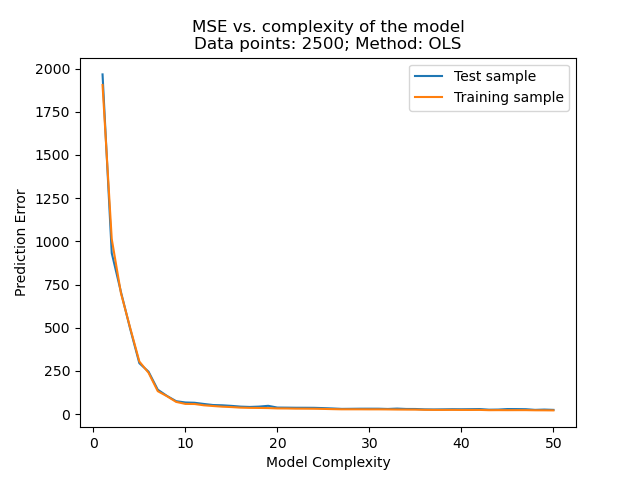 MSE vs. complexity of the model
Data points: 2500; Method: OLS
Test sample
Training sample
2000
1750
1500
1250
1000
750
500
250
0
Prediction Error
0 10 20 30 40 50
Model Complexity